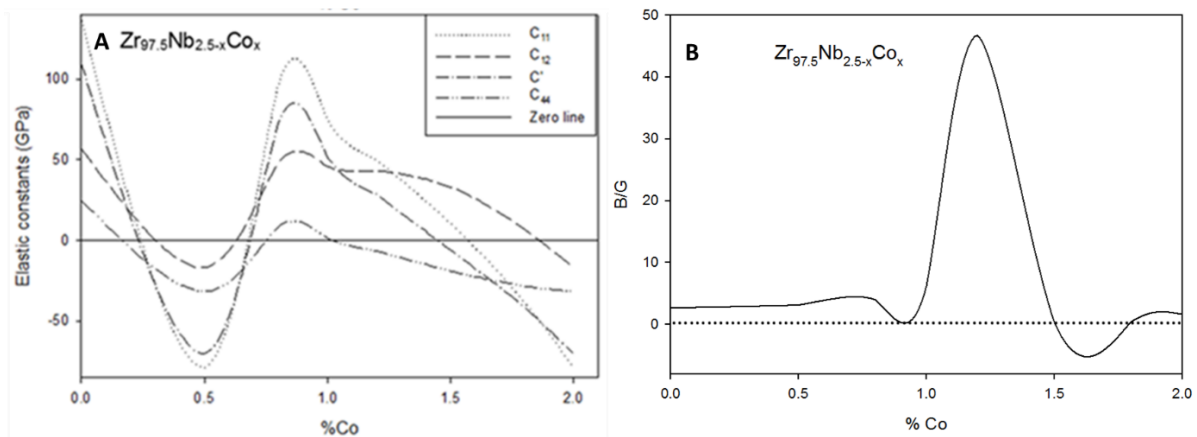 A
Zr97.5Nb2.5-xCox
C11
C12
C'
C44
Zero line
Elastic constants (GPa)
100
50
0
-50
0.0 0.5 1.0 1.5 2.0
%Co
B
Zr97.5Nb2.5-xCox
B/G
50
40
30
20
10
0
0.0 0.5 1.0 1.5 2.0
% Co